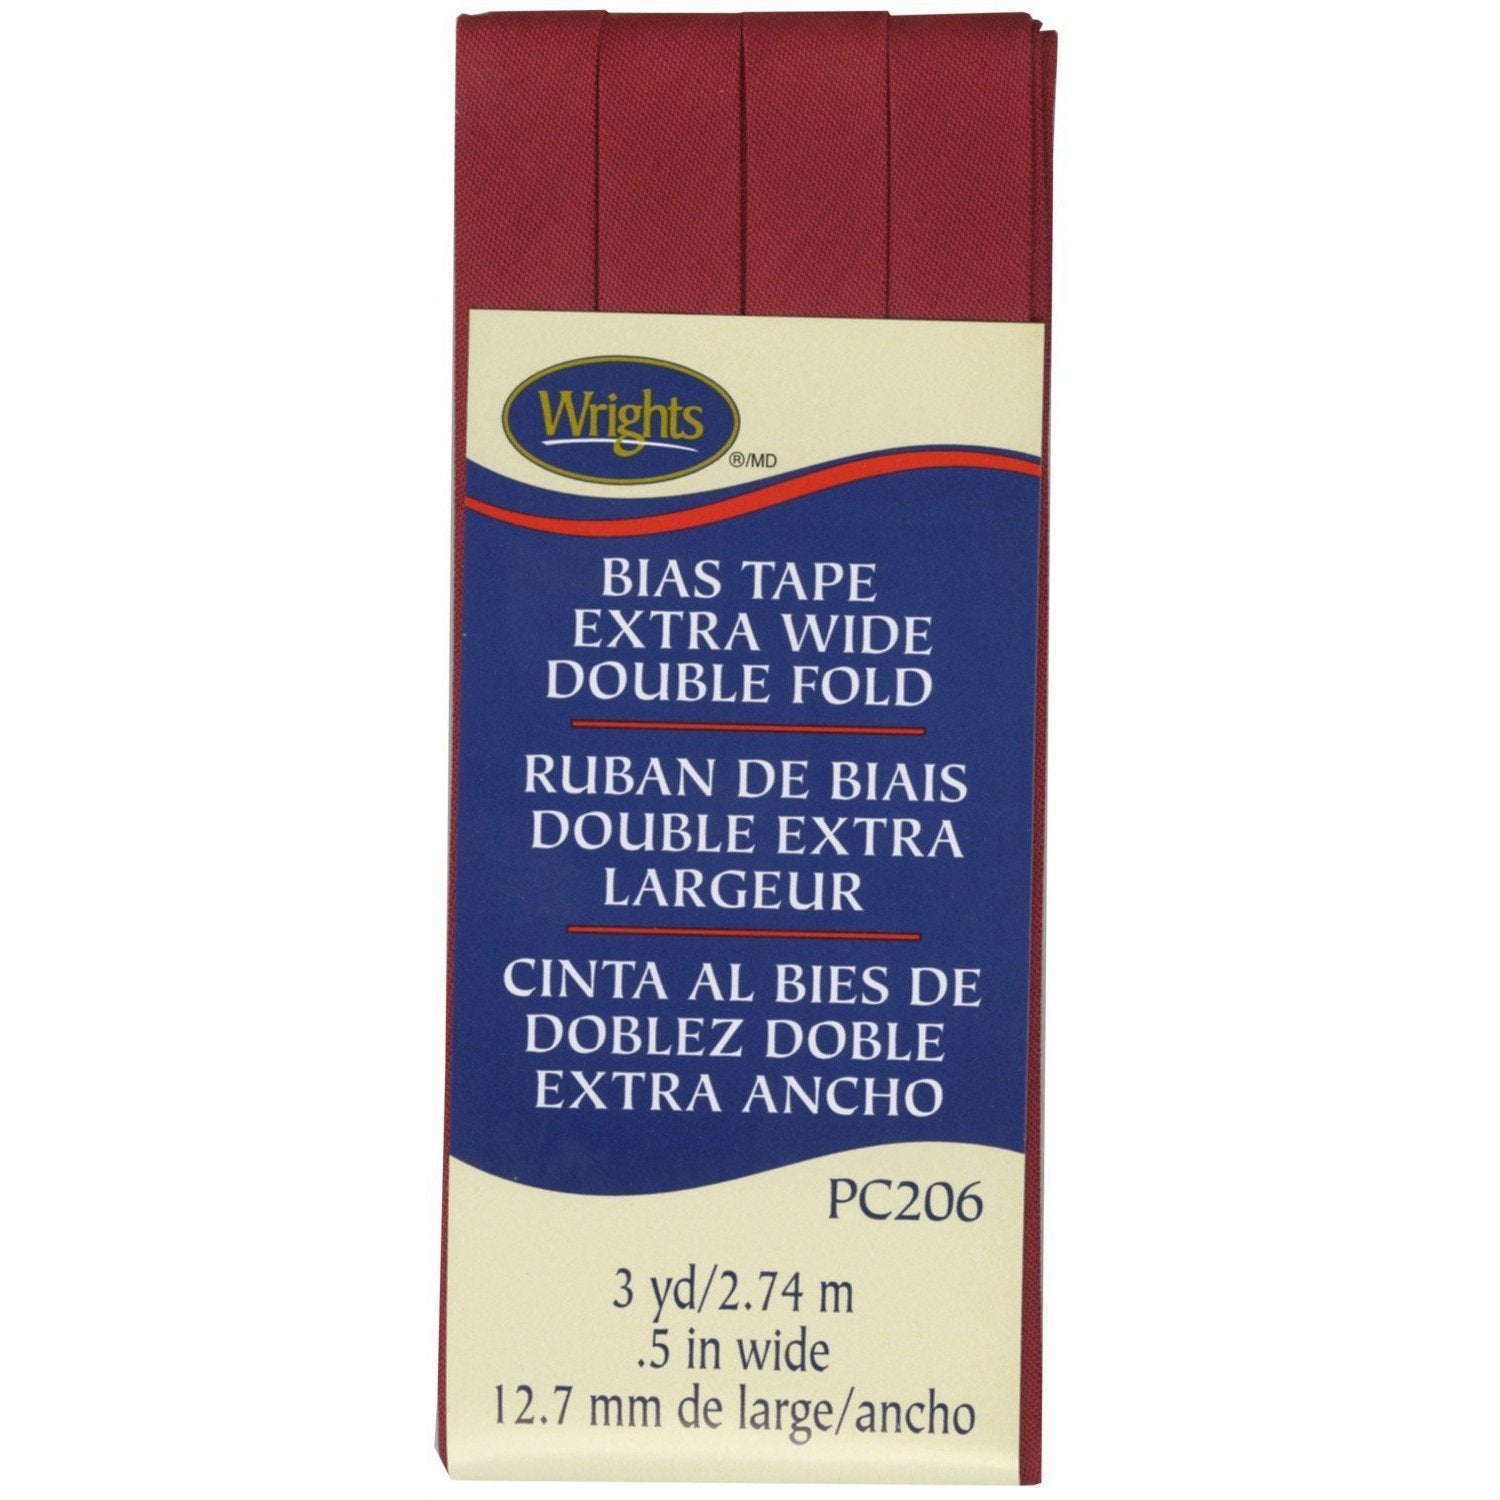 Wrights
®/MD
BIAS TAPE
EXTRA WIDE
DOUBLE FOLD
RUBAN DE BIAIS
DOUBLE EXTRA
LARGEUR
CINTA AL BIES DE
DOBLEZ DOBLE
EXTRA ANCHO
PC206
3 yd/2.74 m
.5 in wide
12.7 mm de large/ancho